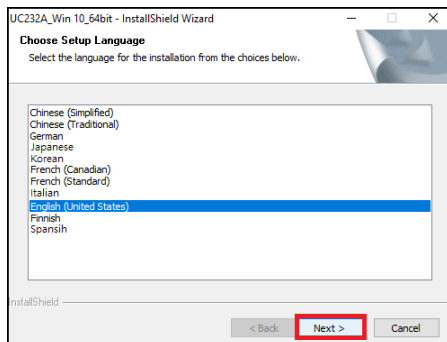 UC232A_Win 10_64bit - InstallShield Wizard
Choose Setup Language
Select the language for the installation from the choices below.
Chinese (Simplified)
Chinese (Traditional)
German
Japanese
Korean
French (Canadian)
French (Standard)
Italian
English (United States)
Finnish
Spansih
InstallShield
< Back Next > Cancel